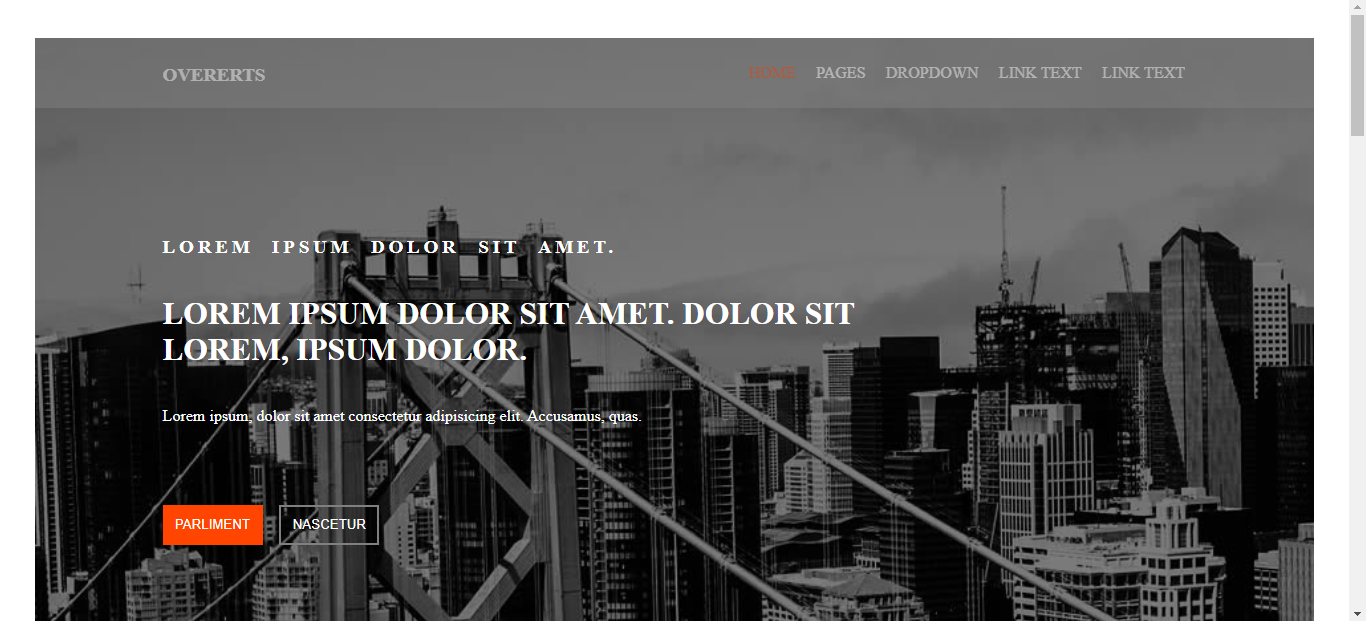 OVERERTS
HOME PAGES DROPDOWN LINK TEXT LINK TEXT
LOREM IPSUM DOLOR SIT AMET.
LOREM IPSUM DOLOR SIT AMET. DOLOR SIT
LOREM, IPSUM DOLOR.
Lorem ipsum, dolor sit amet consectetur adipisicing elit. Accusamus, quas.
PARLIMENT NASCETUR